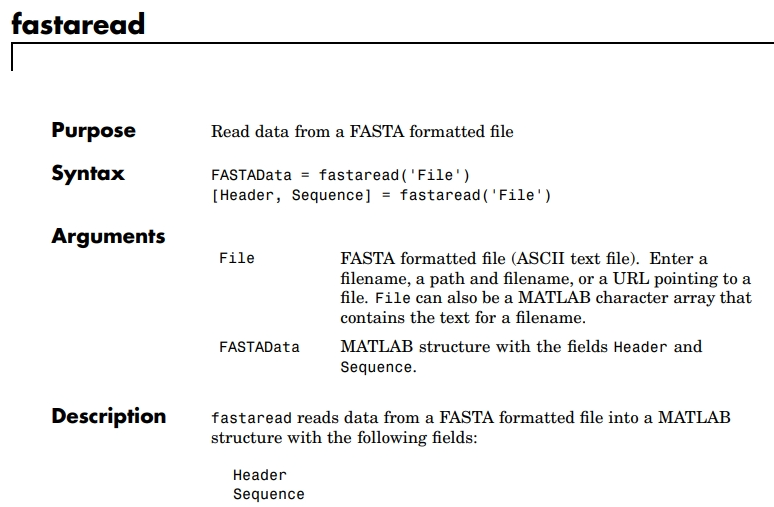 fastaread
Purpose
Read data from a FASTA formatted file
Syntax
FASTAData = fastaread('File')
[Header, Sequence] = fastaread('File')
Arguments
File
FASTA formatted file (ASCII text file). Enter a
filename, a path and filename, or a URL pointing to a
file. File can also be a MATLAB character array that
contains the text for a filename.
FASTAData
MATLAB structure with the fields Header and
Sequence.
Description
fastaread reads data from a FASTA formatted file into a MATLAB
structure with the following fields:
Header
Sequence